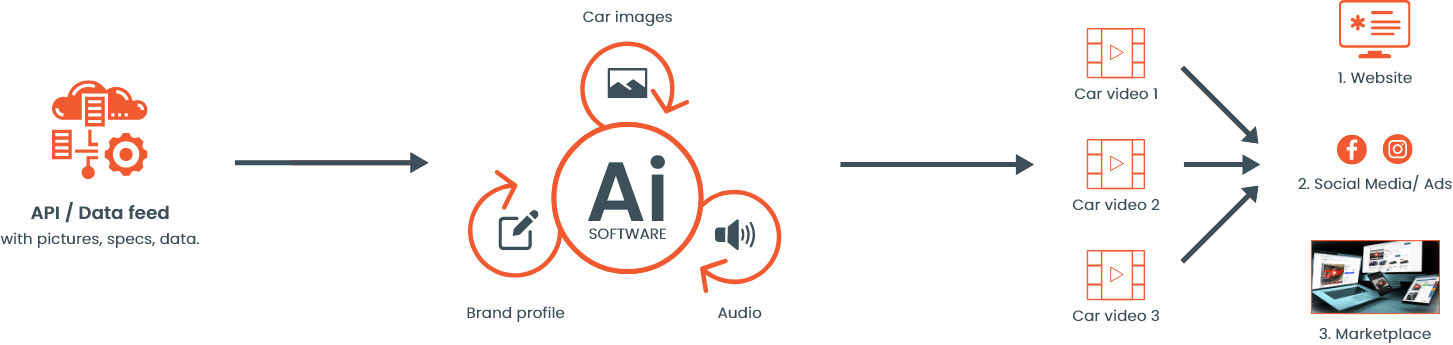 API / Data feed
with pictures, specs, data.
Car images
Ai
SOFTWARE
Brand profile
Audio
Car video 1
Car video 2
Car video 3
1. Website
2. Social Media/ Ads
3. Marketplace